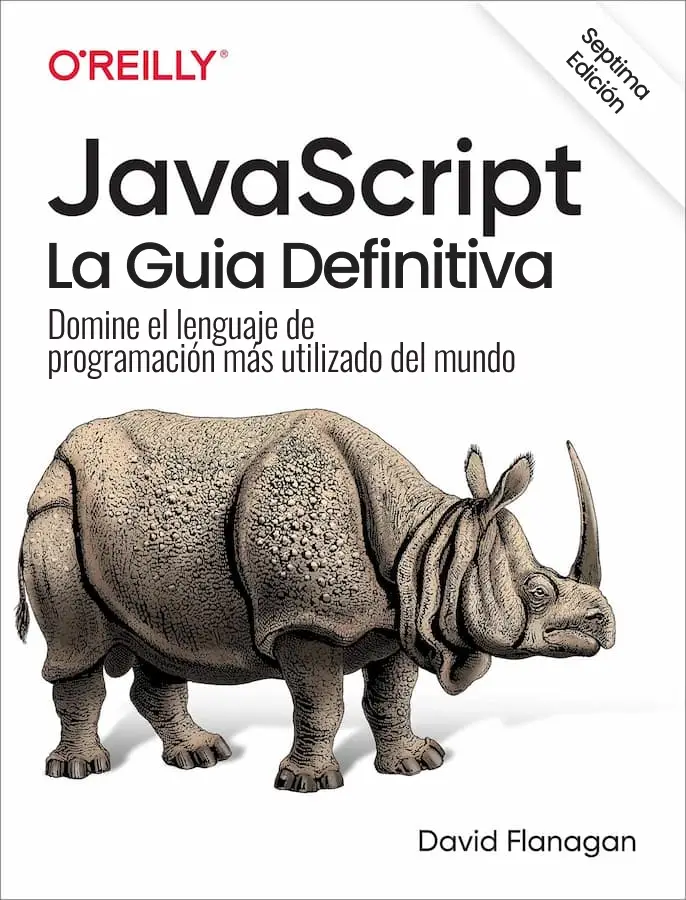 O'REILLY®
Septima
Edición
JavaScript
La Guia Definitiva
Domine el lenguaje de
programación más utilizado del mundo
David Flanagan